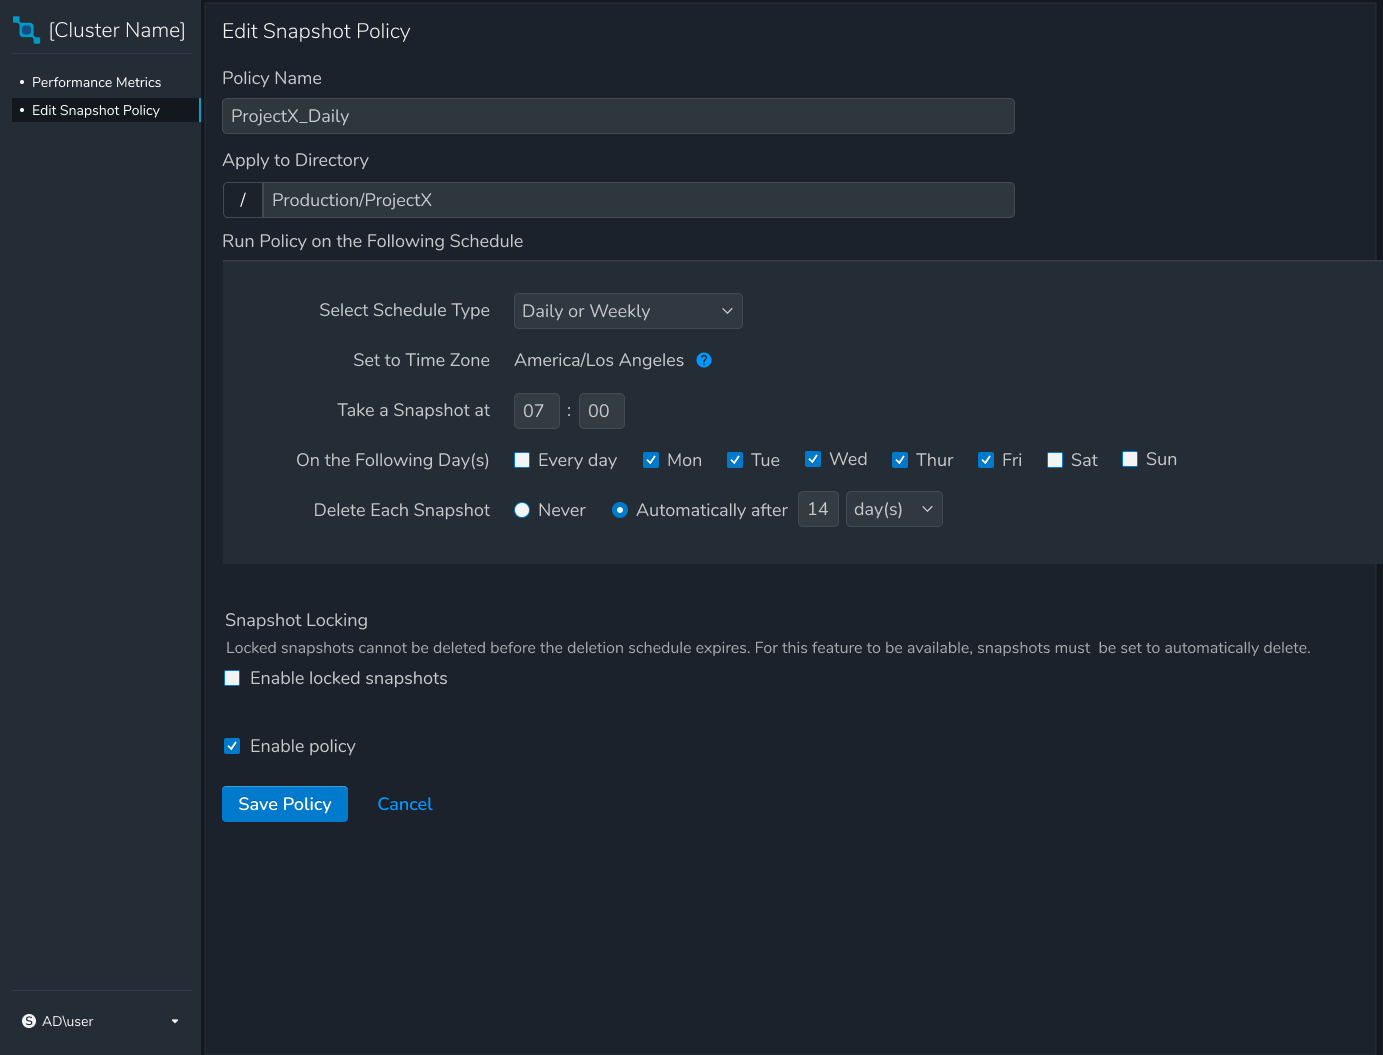 [Cluster Name]
Performance Metrics
Edit Snapshot Policy
Edit Snapshot Policy
Policy Name
ProjectX_Daily
Apply to Directory
/ Production/ProjectX
Run Policy on the Following Schedule
Select Schedule Type Daily or Weekly
Set to Time Zone America/Los Angeles ?
Take a Snapshot at 07 : 00
On the Following Day(s) Every day Mon Tue Wed Thur Fri Sat Sun
Delete Each Snapshot Never Automatically after 14 day(s)
Snapshot Locking
Locked snapshots cannot be deleted before the deletion schedule expires. For this feature to be available, snapshots must be set to automatically delete.
Enable locked snapshots
Enable policy
Save Policy Cancel
S AD\user